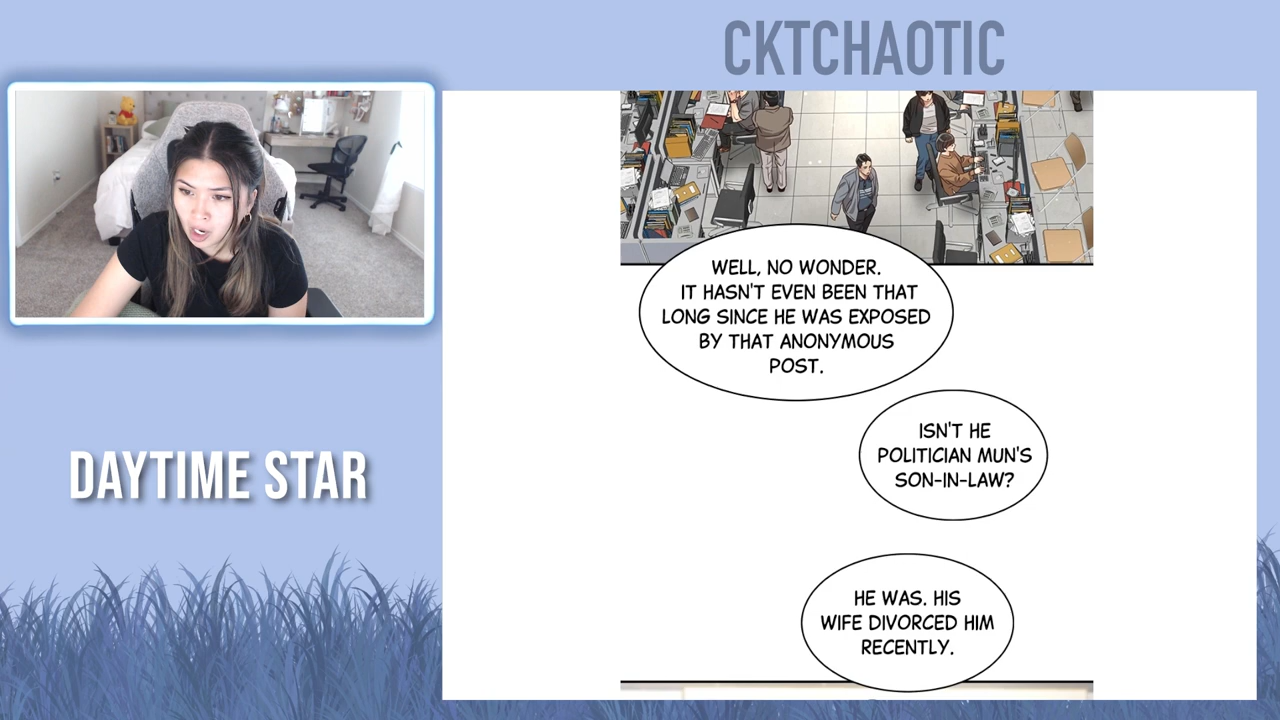 CKTCHAOTIC
WELL, NO WONDER.
IT HASN'T EVEN BEEN THAT
LONG SINCE HE WAS EXPOSED
BY THAT ANONYMOUS
POST.
ISN'T HE
POLITICIAN MUN'S
SON-IN-LAW?
DAYTIME STAR
HE WAS. HIS
WIFE DIVORCED HIM
RECENTLY.